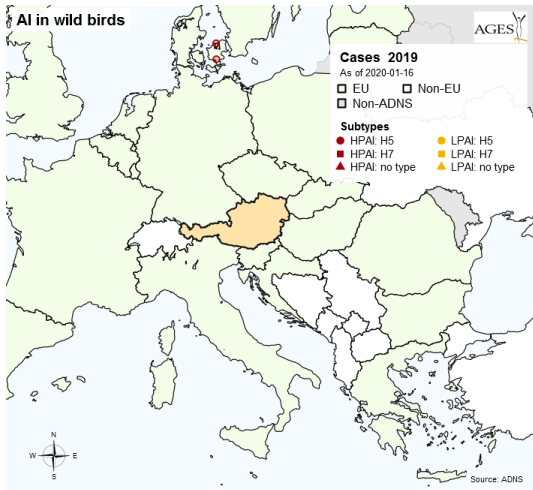 AI in wild birds
AGES
Cases 2019
As of 2020-01-16
EU
Non-EU
Non-ADNS
Subtypes
HPAI: H5
LPAI: H5
HPAI: H7
LPAI: H7
HPAI: no type
LPAI: no type
N
W
E
S
Source: ADNS